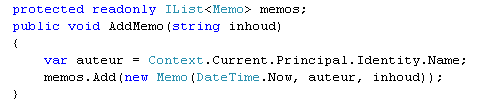 protected readonly IList<Memo> memos;
public void AddMemo(string inhoud)
{
    var auteur = Context.Current.Principal.Identity.Name;
    memos.Add(new Memo(DateTime.Now, auteur, inhoud));
}